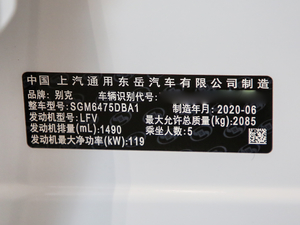 中国 上汽通用东岳汽车有限公司制造
品牌：别克 车辆识别代号：
整车型号：SGM6475DBA1 制造年月：2020-06
发动机型号：LFV 最大允许总质量(kg)：2085
发动机排量(mL)：1490 乘坐人数：5
发动机最大净功率(kW)：119